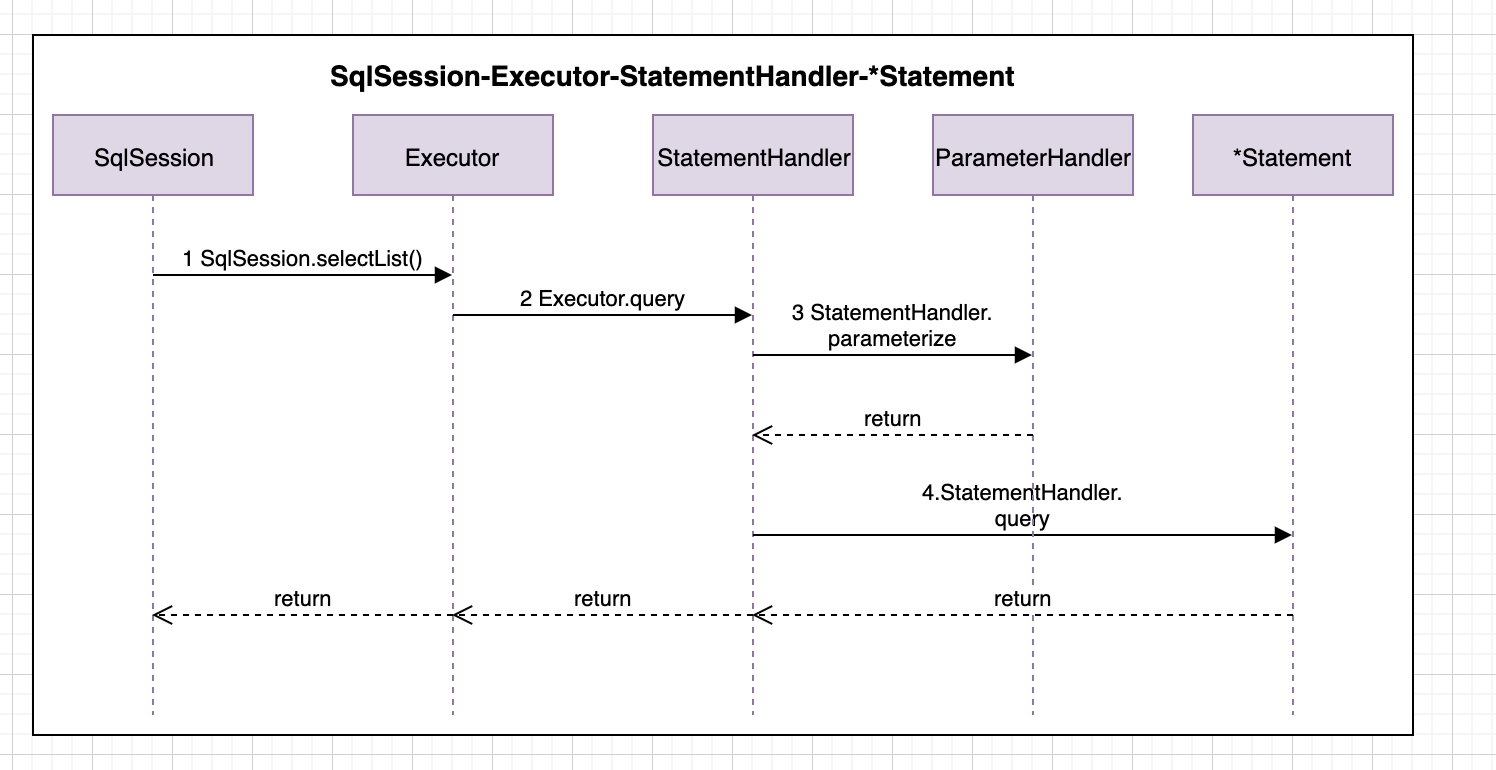 SqlSession-Executor-StatementHandler-*Statement
SqlSession
Executor
StatementHandler
ParameterHandler
*Statement
1 SqlSession.selectList()
2 Executor.query
3 StatementHandler.
parameterize
return
4.StatementHandler.
query
return
return
return